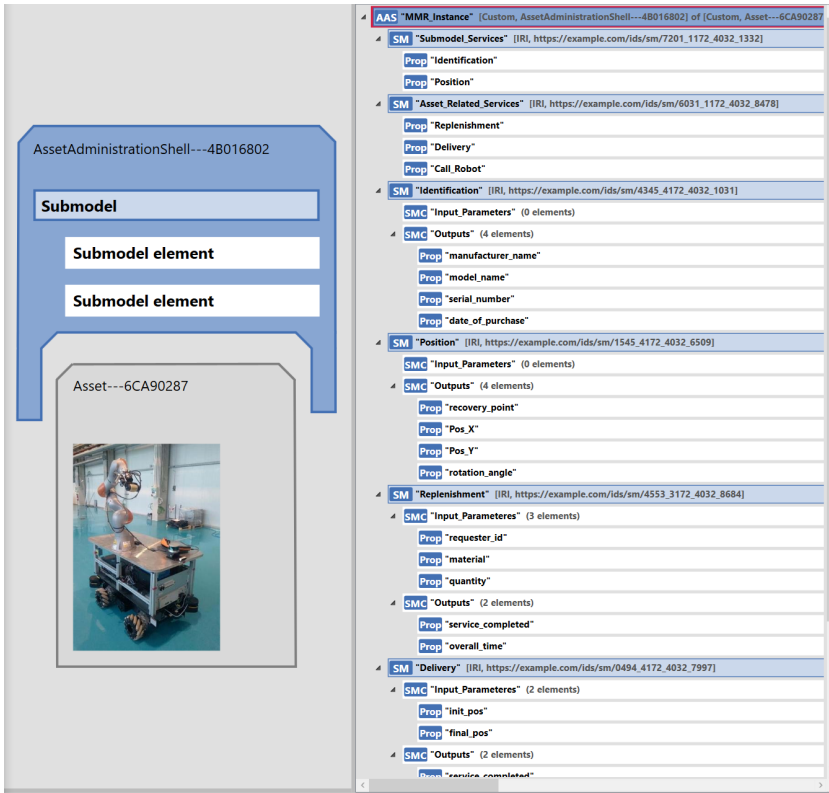 AssetAdministrationShell---4B016802
Submodel
Submodel element
Submodel element
Asset---6CA90287
AAS "MMR_Instance" [Custom, AssetAdministrationShell---4B016802] of [Custom, Asset---6CA90287
SM "Submodel_Services" [IRI, https://example.com/ids/sm/7201_1172_4032_1332]
Prop "Identification"
Prop "Position"
SM "Asset_Related_Services" [IRI, https://example.com/ids/sm/6031_1172_4032_8478]
Prop "Replenishment"
Prop "Delivery"
Prop "Call_Robot"
SM "Identification" [IRI, https://example.com/ids/sm/4345_4172_4032_1031]
SMC "Input_Parameters" (0 elements)
SMC "Outputs" (4 elements)
Prop "manufacturer_name"
Prop "model_name"
Prop "serial_number"
Prop "date_of_purchase"
SM "Position" [IRI, https://example.com/ids/sm/1545_4172_4032_6509]
SMC "Input_Parameters" (0 elements)
SMC "Outputs" (4 elements)
Prop "recovery_point"
Prop "Pos_X"
Prop "Pos_Y"
Prop "rotation_angle"
SM "Replenishment" [IRI, https://example.com/ids/sm/4553_3172_4032_8684]
SMC "Input_Parameteres" (3 elements)
Prop "requester_id"
Prop "material"
Prop "quantity"
SMC "Outputs" (2 elements)
Prop "service_completed"
Prop "overall_time"
SM "Delivery" [IRI, https://example.com/ids/sm/0494_4172_4032_7997]
SMC "Input_Parameteres" (2 elements)
Prop "init_pos"
Prop "final_pos"
SMC "Outputs" (2 elements)
Prop "service_completed"